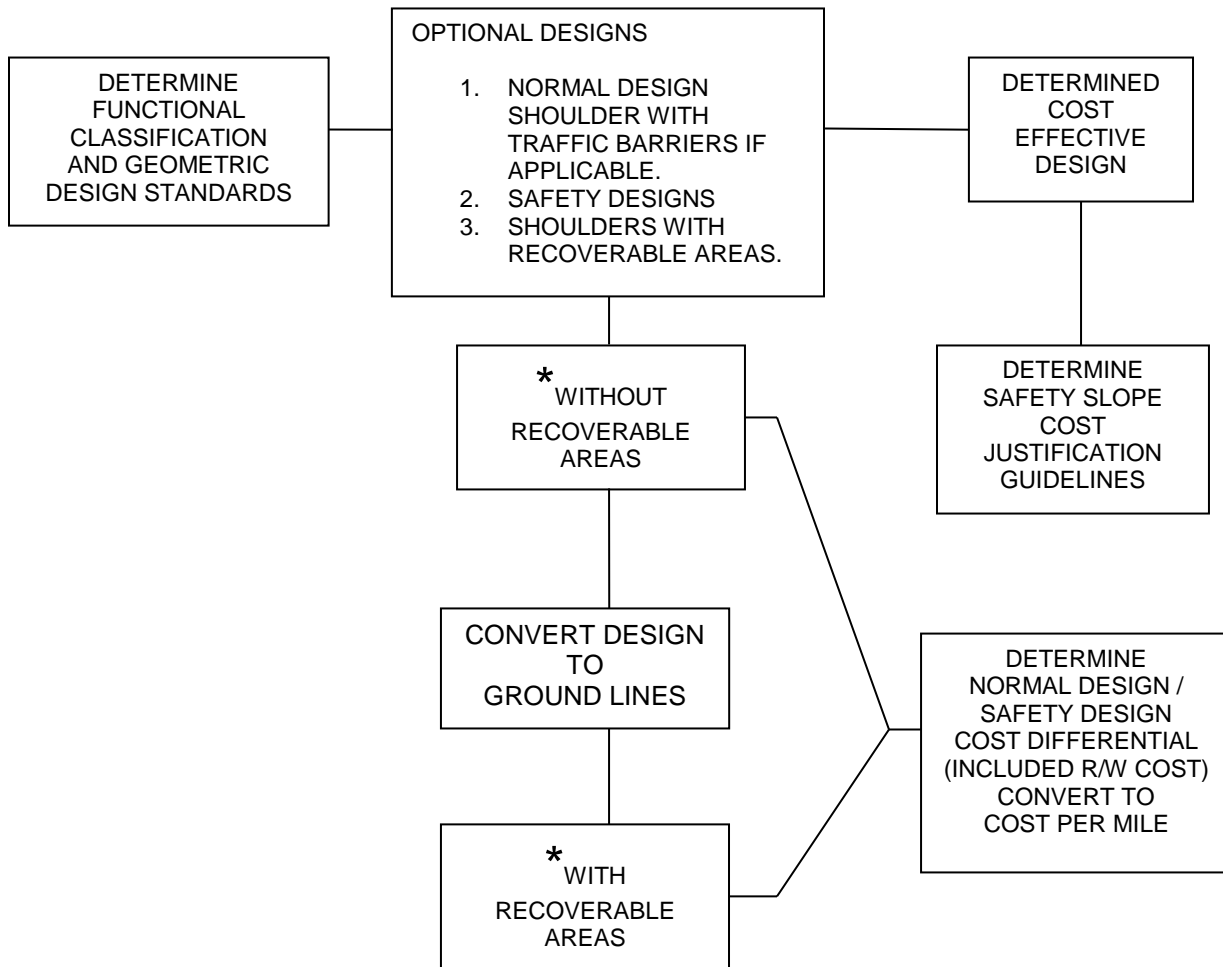 DETERMINE
FUNCTIONAL
CLASSIFICATION
AND GEOMETRIC
DESIGN STANDARDS
OPTIONAL DESIGNS
1. NORMAL DESIGN
SHOULDER WITH
TRAFFIC BARRIERS IF
APPLICABLE.
2. SAFETY DESIGNS
3. SHOULDERS WITH
RECOVERABLE AREAS.
DETERMINED
COST
EFFECTIVE
DESIGN
*WITHOUT
RECOVERABLE
AREAS
DETERMINE
SAFETY SLOPE
COST
JUSTIFICATION
GUIDELINES
CONVERT DESIGN
TO
GROUND LINES
DETERMINE
NORMAL DESIGN /
SAFETY DESIGN
COST DIFFERENTIAL
(INCLUDED R/W COST)
CONVERT TO
COST PER MILE
*WITH
RECOVERABLE
AREAS